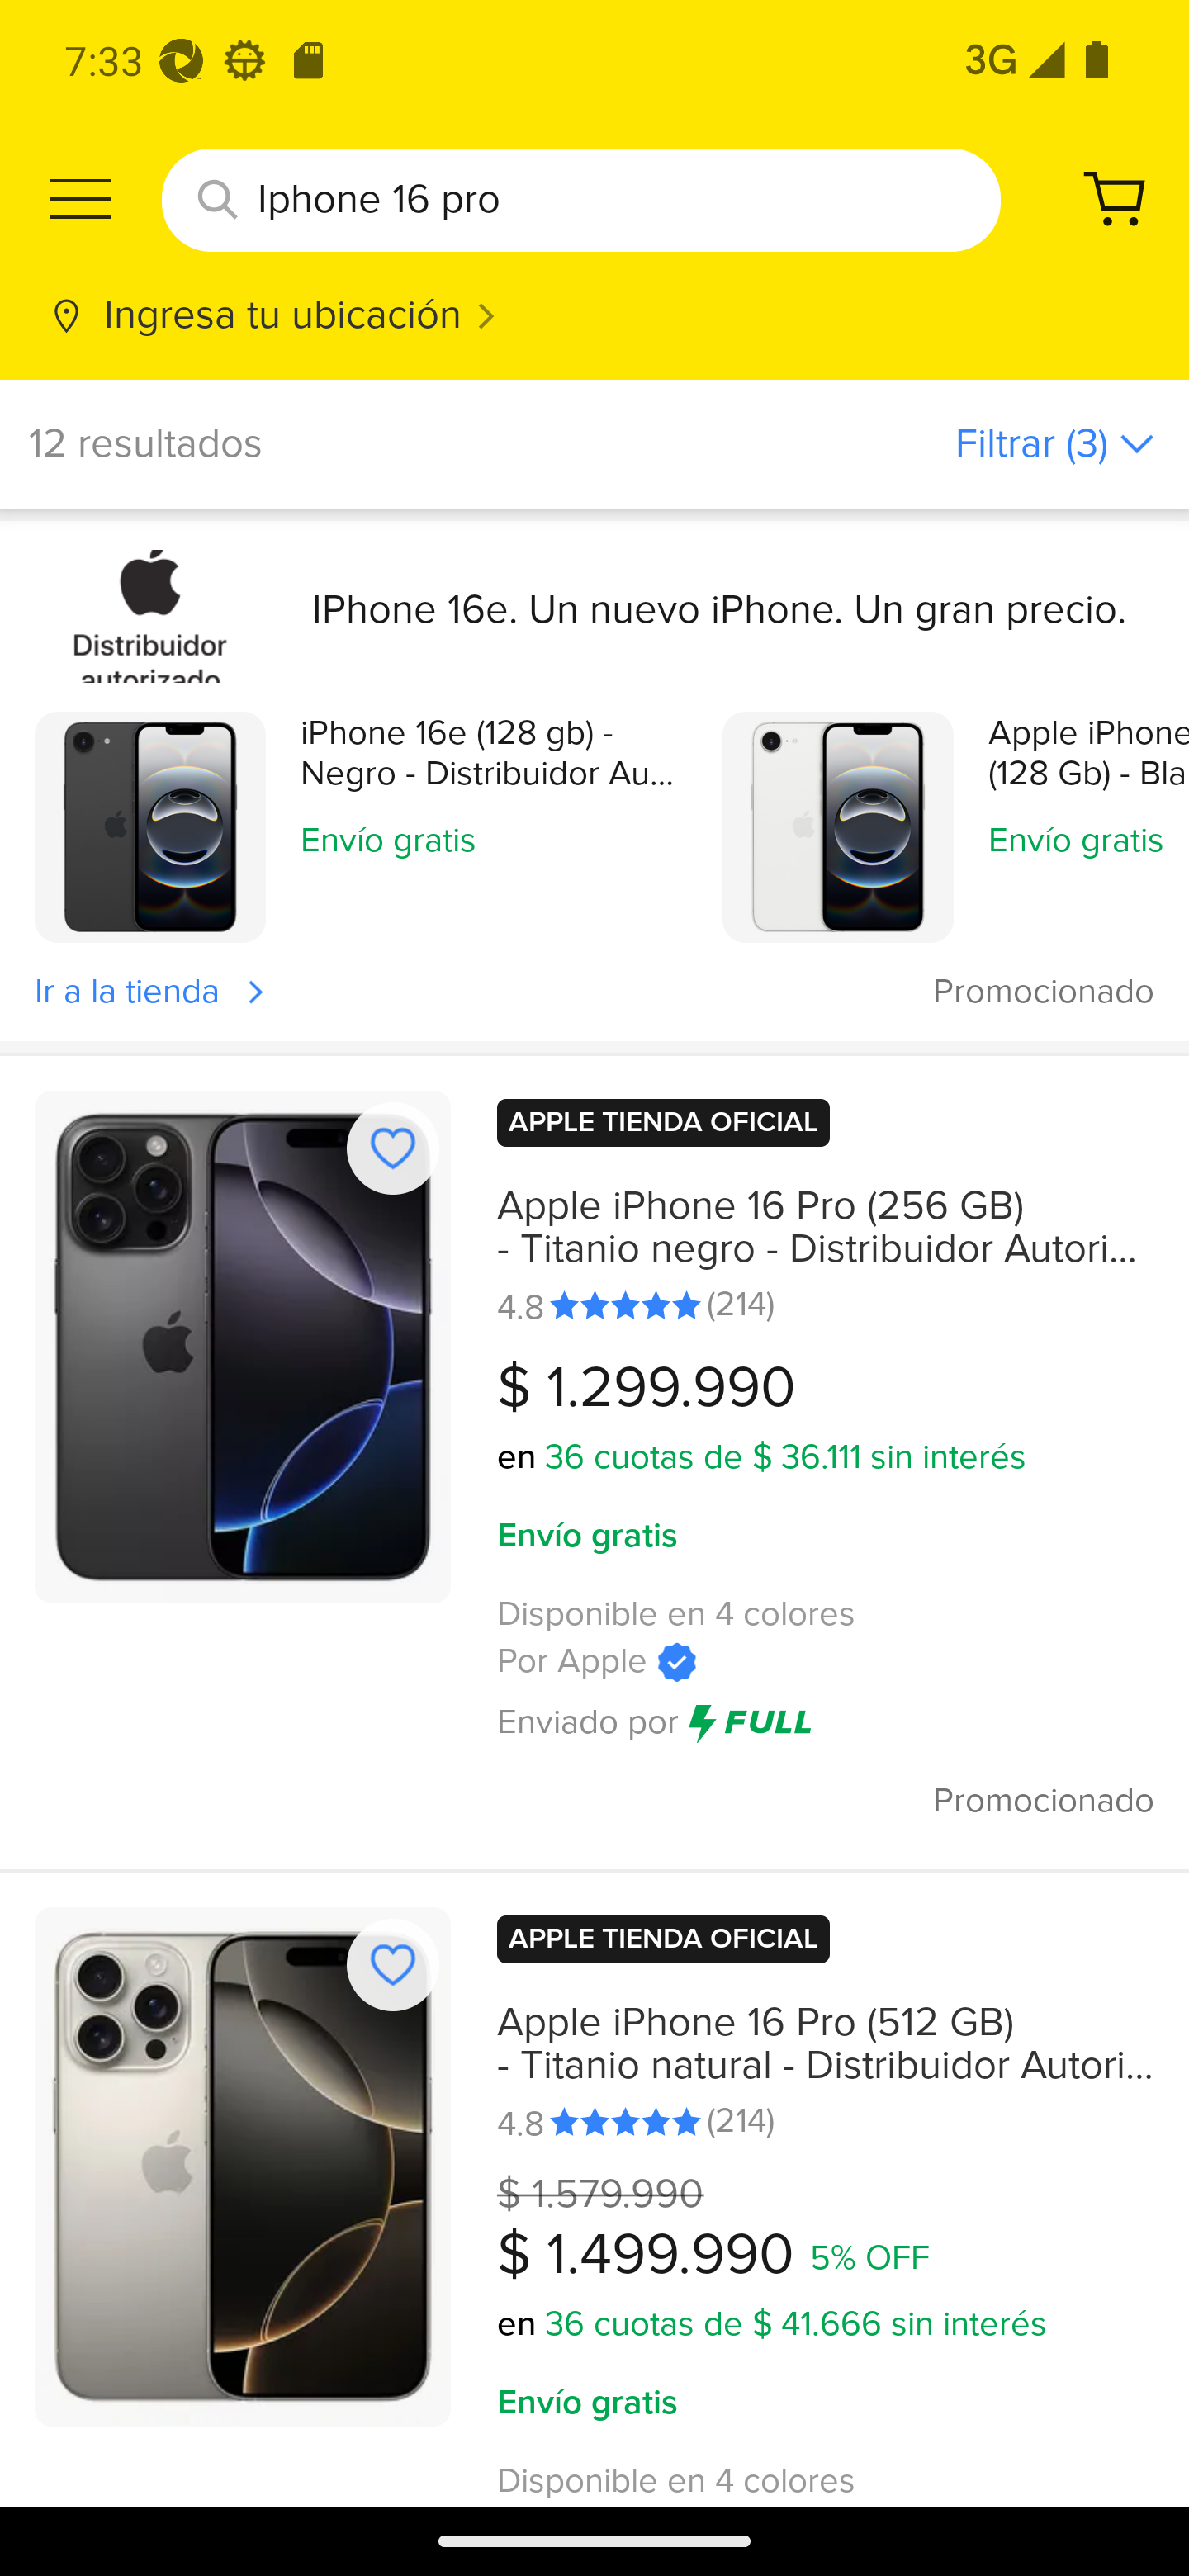 7:33
3G
Iphone 16 pro
Ingresa tu ubicación
12 resultados
Filtrar (3)
Distribuidor
autorizado
IPhone 16e. Un nuevo iPhone. Un gran precio.
iPhone 16e (128 gb) -
Negro - Distribuidor Au...
Envío gratis
Apple iPhone
(128 Gb) - Bla
Envío gratis
Ir a la tienda
Promocionado
APPLE TIENDA OFICIAL
Apple iPhone 16 Pro (256 GB)
- Titanio negro - Distribuidor Autori...
4.8 (214)
$ 1.299.990
en 36 cuotas de $ 36.111 sin interés
Envío gratis
Disponible en 4 colores
Por Apple
Enviado por FULL
Promocionado
APPLE TIENDA OFICIAL
Apple iPhone 16 Pro (512 GB)
- Titanio natural - Distribuidor Autori...
4.8 (214)
$ 1.579.990
$ 1.499.990 5% OFF
en 36 cuotas de $ 41.666 sin interés
Envío gratis
Disponible en 4 colores